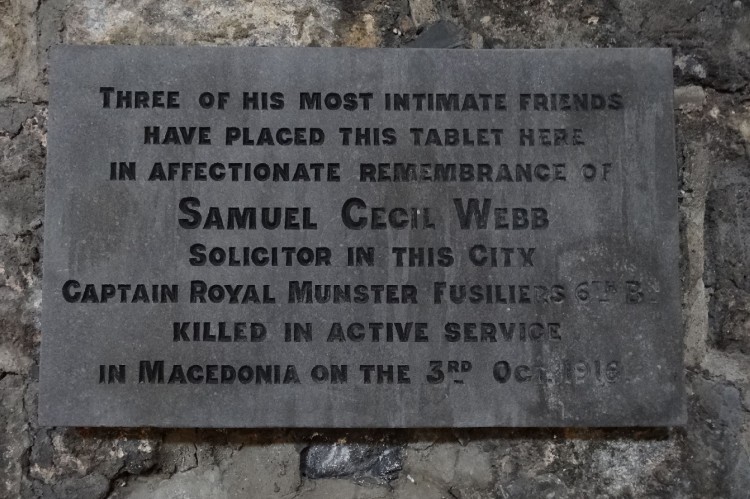 THREE OF HIS MOST INTIMATE FRIENDS
HAVE PLACED THIS TABLET HERE
IN AFFECTIONATE REMEMBRANCE OF
SAMUEL CECIL WEBB
SOLICITOR IN THIS CITY
CAPTAIN ROYAL MUNSTER FUSILIERS 6TH
KILLED IN ACTIVE SERVICE
IN MACEDONIA ON THE 3RD OCT. 1916